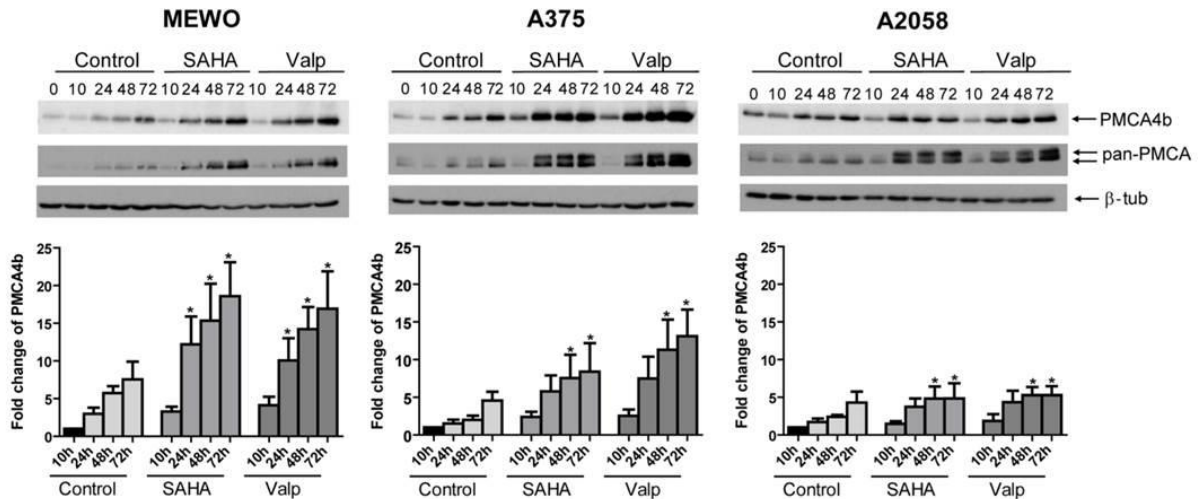 MEWO A375 A2058
Control SAHA Valp Control SAHA Valp Control SAHA Valp
0 10 24 48 72 10 24 48 72 10 24 48 72 0 10 24 48 72 10 24 48 72 10 24 48 72 0 10 24 48 72 10 24 48 72 10 24 48 72
PMCA4b
pan-PMCA
β-tub
Fold change of PMCA4b
25
20
15
10
5
0
* * * * * *
10h 24h 48h 72h 10h 24h 48h 72h 10h 24h 48h 72h
Control SAHA Valp
Fold change of PMCA4b
25
20
15
10
5
0
* * * *
10h 24h 48h 72h 10h 24h 48h 72h 10h 24h 48h 72h
Control SAHA Valp
Fold change of PMCA4b
25
20
15
10
5
0
* * * *
10h 24h 48h 72h 10h 24h 48h 72h 10h 24h 48h 72h
Control SAHA Valp